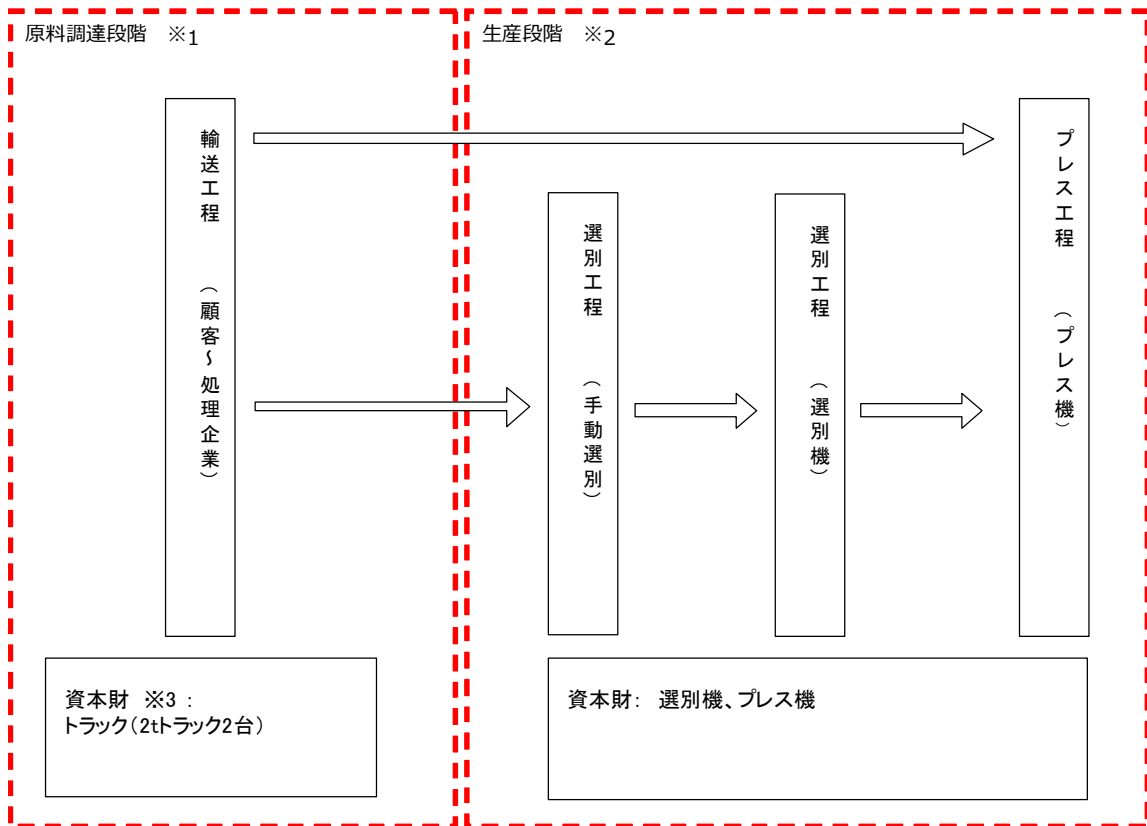 原料調達段階　※1
生産段階　※2
輸送工程　（顧客～処理企業）
選別工程　（手動選別）
選別工程　（選別機）
プレス工程　（プレス機）
資本財 ※3 ：
トラック（2tトラック2台）
資本財： 選別機、プレス機